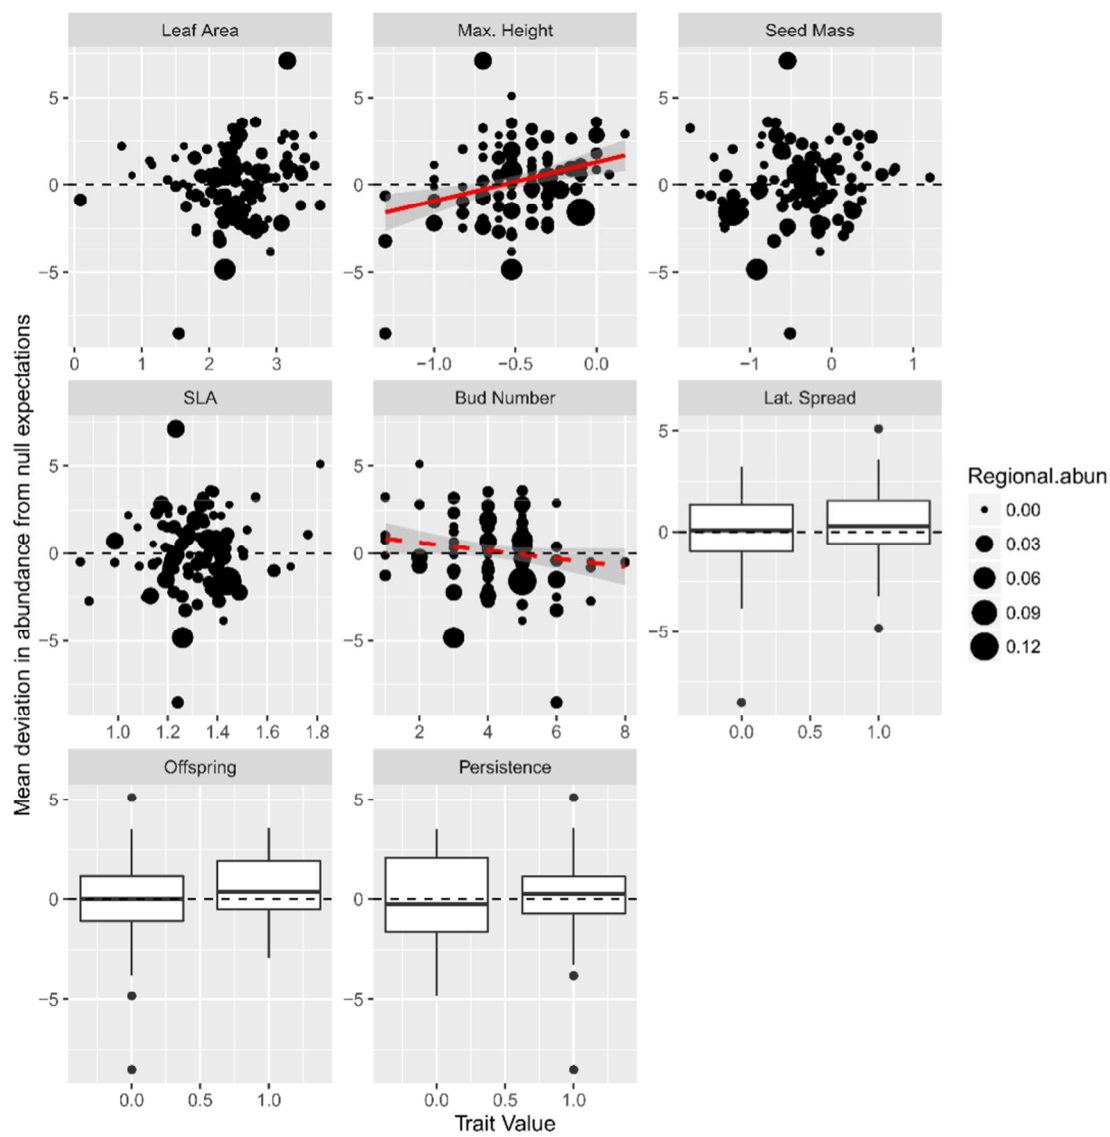 Leaf Area
Max. Height
Seed Mass
5
0
−5
0 1 2 3
5
0
−5
−1.0 −0.5 0.0
5
0
−5
−1 0 1
SLA
Bud Number
Lat. Spread
5
0
−5
1.0 1.2 1.4 1.6 1.8
5
0
−5
2 4 6 8
5
0
−5
0.0 0.5 1.0
Offspring
Persistence
5
0
−5
0.0 0.5 1.0
5
0
−5
0.0 0.5 1.0
Mean deviation in abundance from null expectations
Trait Value
Regional.abun
0.00
0.03
0.06
0.09
0.12